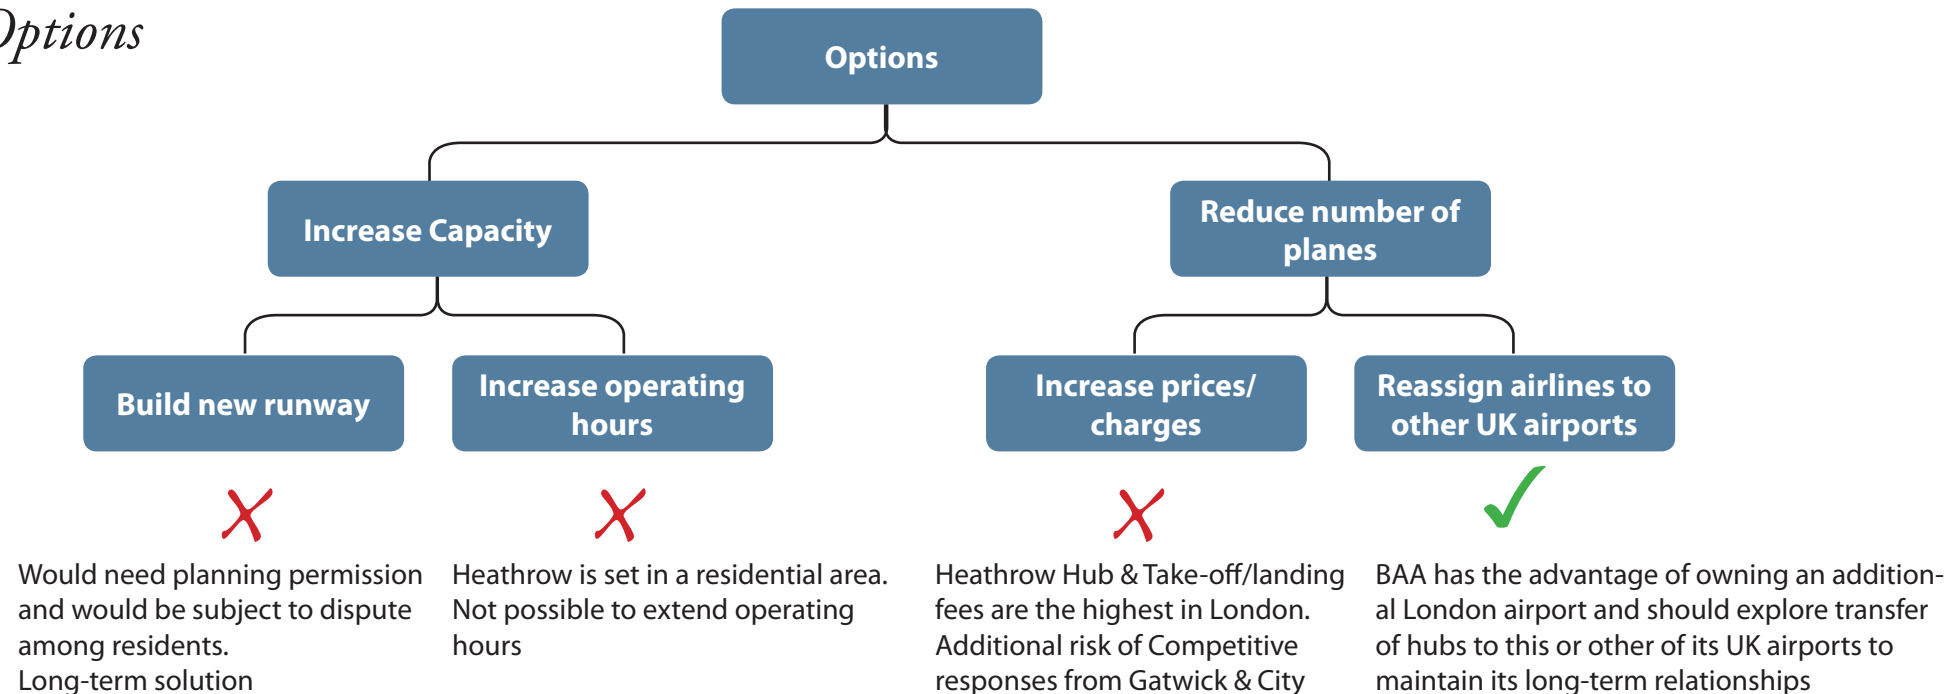 Options
Options
Increase Capacity
Reduce number of
planes
Build new runway
Increase operating
hours
Increase prices/
charges
Reassign airlines to
other UK airports
Would need planning permission
and would be subject to dispute
among residents.
Long-term solution
Heathrow is set in a residential area.
Not possible to extend operating
hours
Heathrow Hub & Take-off/landing
fees are the highest in London.
Additional risk of Competitive
responses from Gatwick & City
BAA has the advantage of owning an addition-
al London airport and should explore transfer
of hubs to this or other of its UK airports to
maintain its long-term relationships